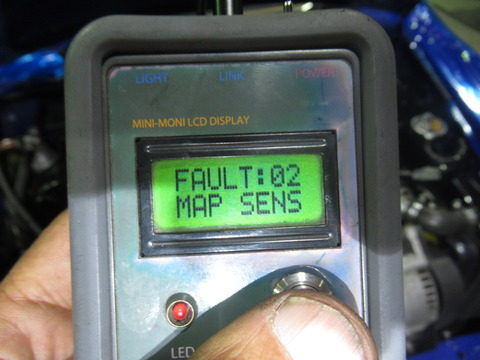 LIGHT LINK POWER
MINI-MONI LCD DISPLAY
FAULT:02
MAP SENS
LED